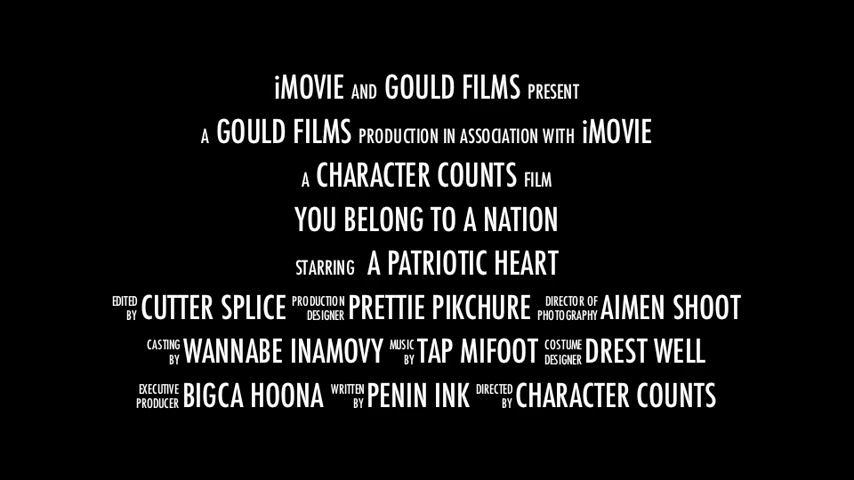 iMOVIE AND GOULD FILMS PRESENT
A GOULD FILMS PRODUCTION IN ASSOCIATION WITH iMOVIE
A CHARACTER COUNTS FILM
YOU BELONG TO A NATION
STARRING A PATRIOTIC HEART
EDITED BY CUTTER SPLICE PRODUCTION DESIGNER PRETTIE PIKCHURE DIRECTOR OF PHOTOGRAPHY AIMEN SHOOT
CASTING BY WANNABE INAMOVY MUSIC BY TAP MIFOOT COSTUME DESIGNER DREST WELL
EXECUTIVE PRODUCER BIGCA HOONA WRITTEN BY PENIN INK DIRECTED BY CHARACTER COUNTS